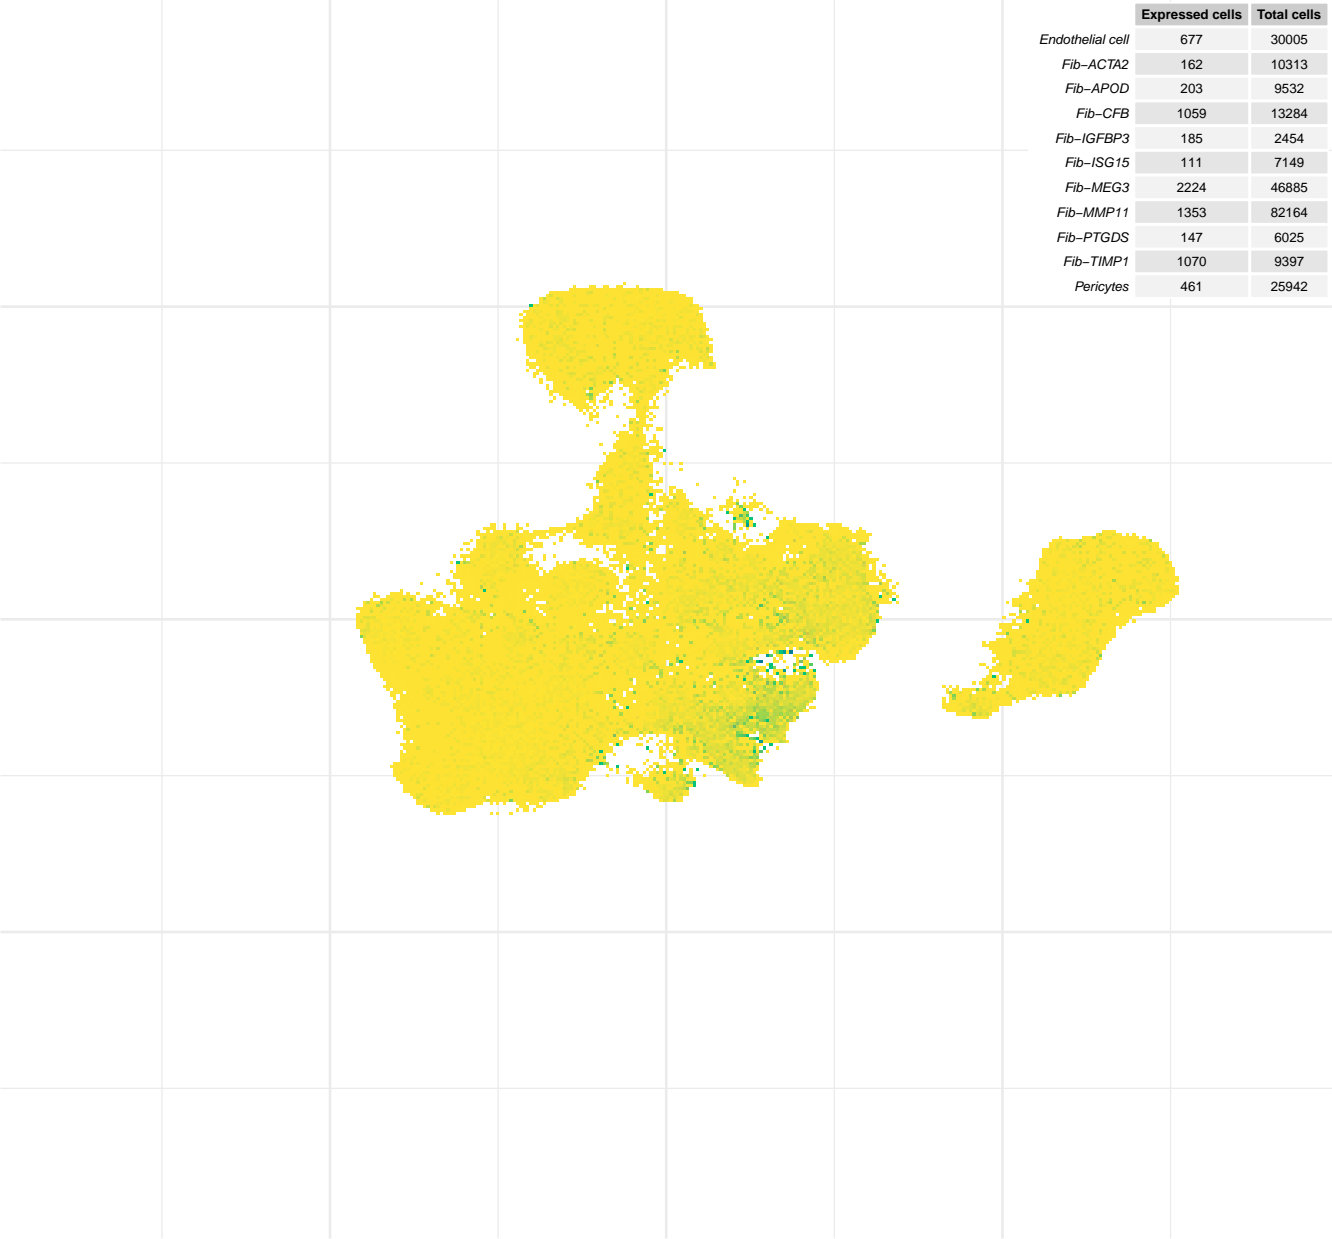 Expressed cells Total cells
Endothelial cell 677 30005
Fib−ACTA2 162 10313
Fib−APOD 203 9532
Fib−CFB 1059 13284
Fib−IGFBP3 185 2454
Fib−ISG15 111 7149
Fib−MEG3 2224 46885
Fib−MMP11 1353 82164
Fib−PTGDS 147 6025
Fib−TIMP1 1070 9397
Pericytes 461 25942